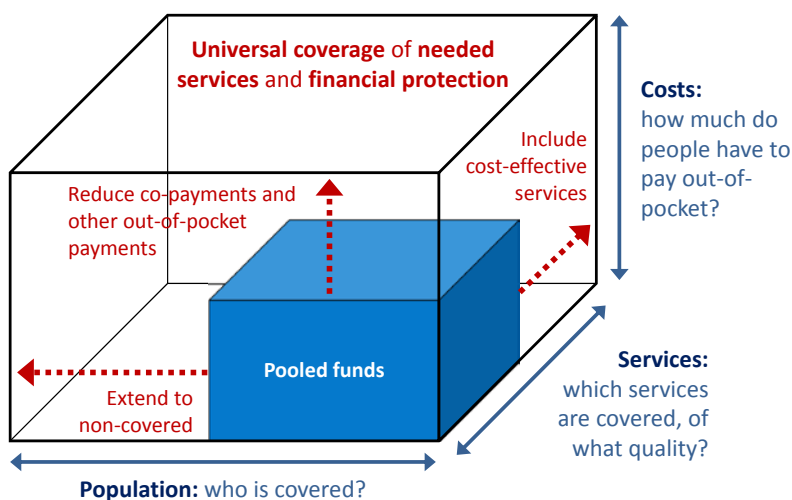 Universal coverage of needed
services and financial protection
Costs:
how much do
people have to
pay out-of-
pocket?
Include
cost-effective
services
Reduce co-payments and
other out-of-pocket
payments
Pooled funds
Extend to
non-covered
Services:
which services
are covered, of
what quality?
Population: who is covered?